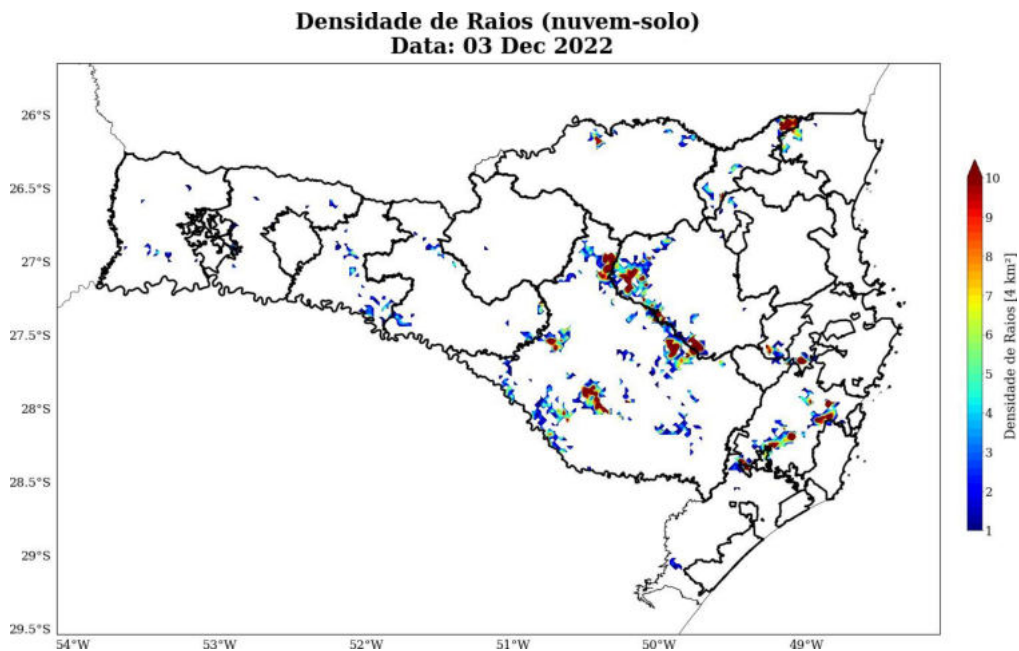 Densidade de Raios (nuvem-solo)
Data: 03 Dec 2022
26°S
26.5°S
27°S
27.5°S
28°S
28.5°S
29°S
29.5°S
54°W
53°W
52°W
51°W
50°W
49°W
10
9
8
7
6
5
4
3
2
1
Densidade de Raios [4 km²]